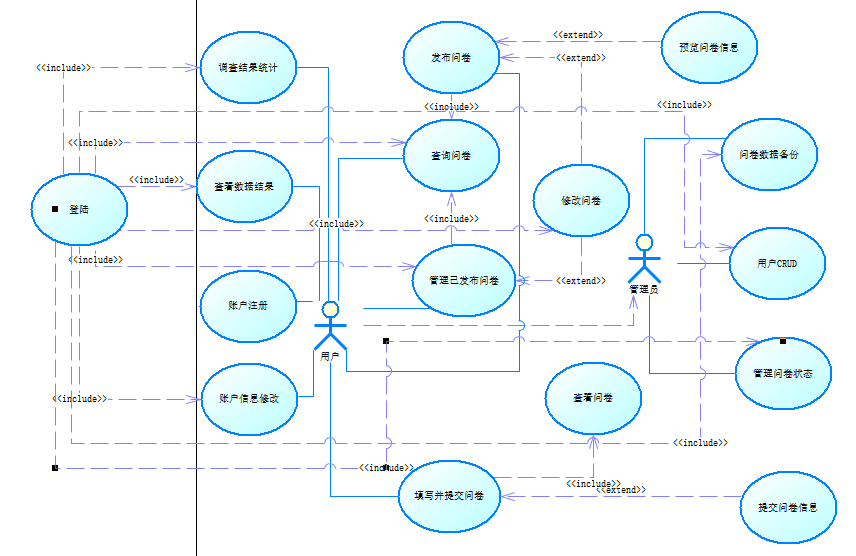 <<extend>>
预览问卷信息
发布问卷
<<extend>>
<<include>>
调查结果统计
<<include>>
<<include>>
<<include>>
查询问卷
问卷数据备份
<<include>>
查看数据结果
修改问卷
登陆
<<include>>
<<include>>
<<include>>
用户CRUD
管理已发布问卷
<<extend>>
管理员
账户注册
用户
管理问卷状态
<<include>>
账户信息修改
查看问卷
<<include>>
<<include>>
<<include>>
<<extend>>
填写并提交问卷
提交问卷信息